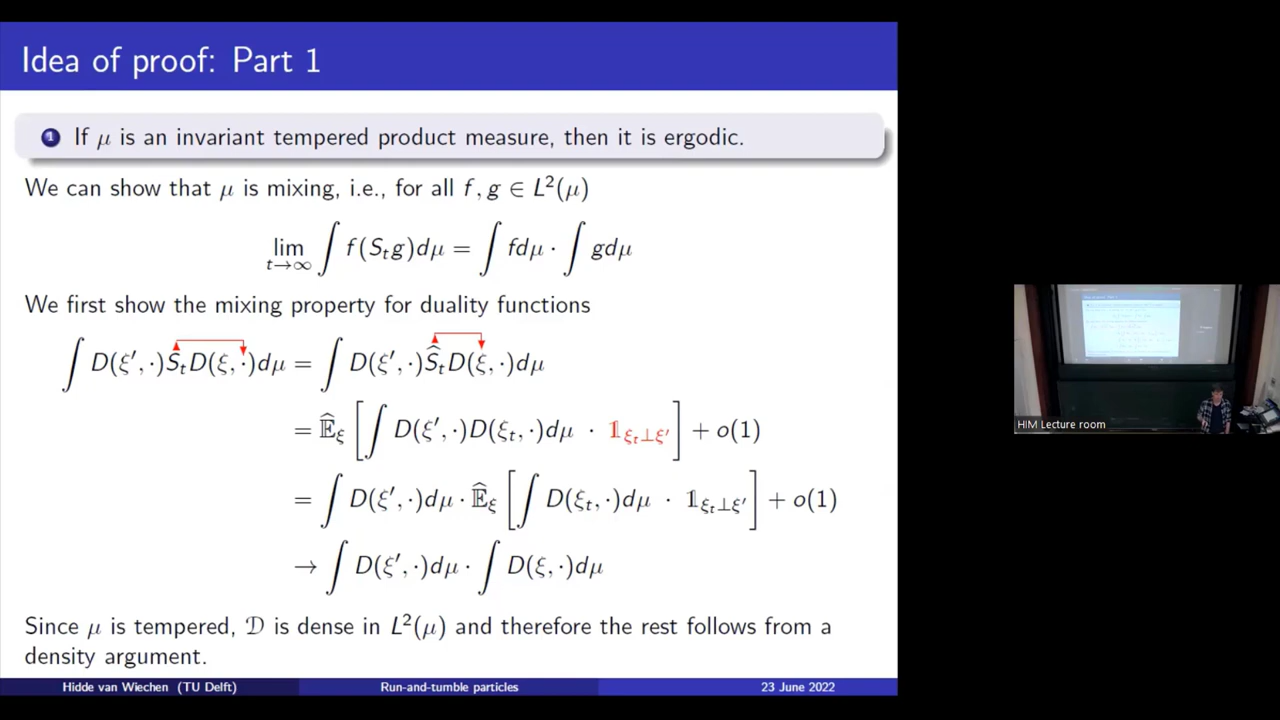 Idea of proof: Part 1
1 If μ is an invariant tempered product measure, then it is ergodic.
We can show that μ is mixing, i.e., for all f, g ∈ L²(μ)
lim_{t→∞} ∫ f(S_t g)dμ = ∫ fdμ · ∫ gdμ
We first show the mixing property for duality functions
∫ D(ξ′, ·)S_t D(ξ, ·)dμ = ∫ D(ξ′, ·)Ŝ_t D(ξ, ·)dμ
= Ê_ξ [∫ D(ξ′, ·)D(ξ_t, ·)dμ · 𝟙_{ξ_t⊥ξ′}] + o(1)
= ∫ D(ξ′, ·)dμ · Ê_ξ [∫ D(ξ_t, ·)dμ · 𝟙_{ξ_t⊥ξ′}] + o(1)
→ ∫ D(ξ′, ·)dμ · ∫ D(ξ, ·)dμ
Since μ is tempered, 𝒟 is dense in L²(μ) and therefore the rest follows from a
density argument.
Hidde van Wiechen (TU Delft) Run-and-tumble particles 23 June 2022
HIM Lecture room